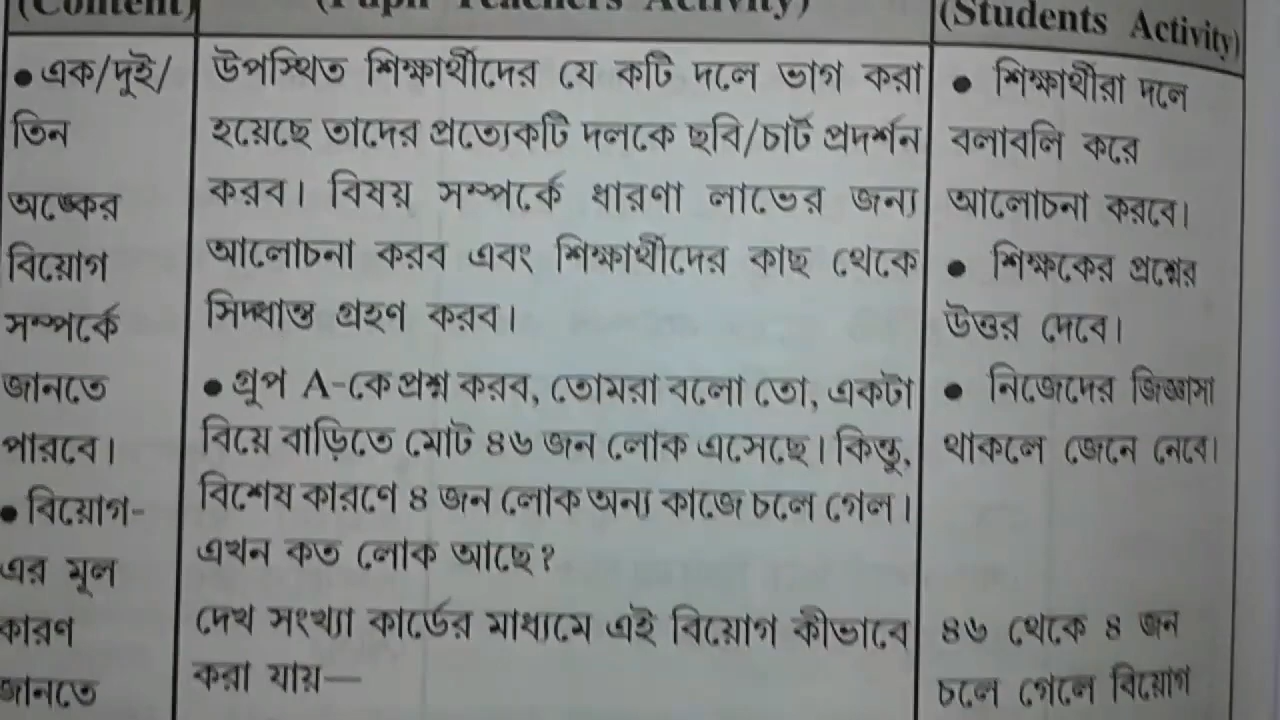 (Content)
(Pupil Teachers Activity)
(Students Activity)
• এক/দুই/
তিন
অঙ্কের
বিয়োগ
সম্পর্কে
জানতে
পারবে।
• বিয়োগ-
এর মূল
কারণ
জানতে
উপস্থিত শিক্ষার্থীদের যে কটি দলে ভাগ করা
হয়েছে তাদের প্রত্যেকটি দলকে ছবি/চার্ট প্রদর্শন
করব। বিষয় সম্পর্কে ধারণা লাভের জন্য
আলোচনা করব এবং শিক্ষার্থীদের কাছ থেকে
সিদ্ধান্ত গ্রহণ করব।
• গ্রুপ A-কে প্রশ্ন করব, তোমরা বলো তো, একটা
বিয়ে বাড়িতে মোট ৪৬ জন লোক এসেছে। কিন্তু,
বিশেষ কারণে ৪ জন লোক অন্য কাজে চলে গেল।
এখন কত লোক আছে?
দেখ সংখ্যা কার্ডের মাধ্যমে এই বিয়োগ কীভাবে
করা যায়—
• শিক্ষার্থীরা দলে
বলাবলি করে
আলোচনা করবে।
• শিক্ষকের প্রশ্নের
উত্তর দেবে।
• নিজেদের জিজ্ঞাসা
থাকলে জেনে নেবে।
৪৬ থেকে ৪ জন
চলে গেলে বিয়োগ